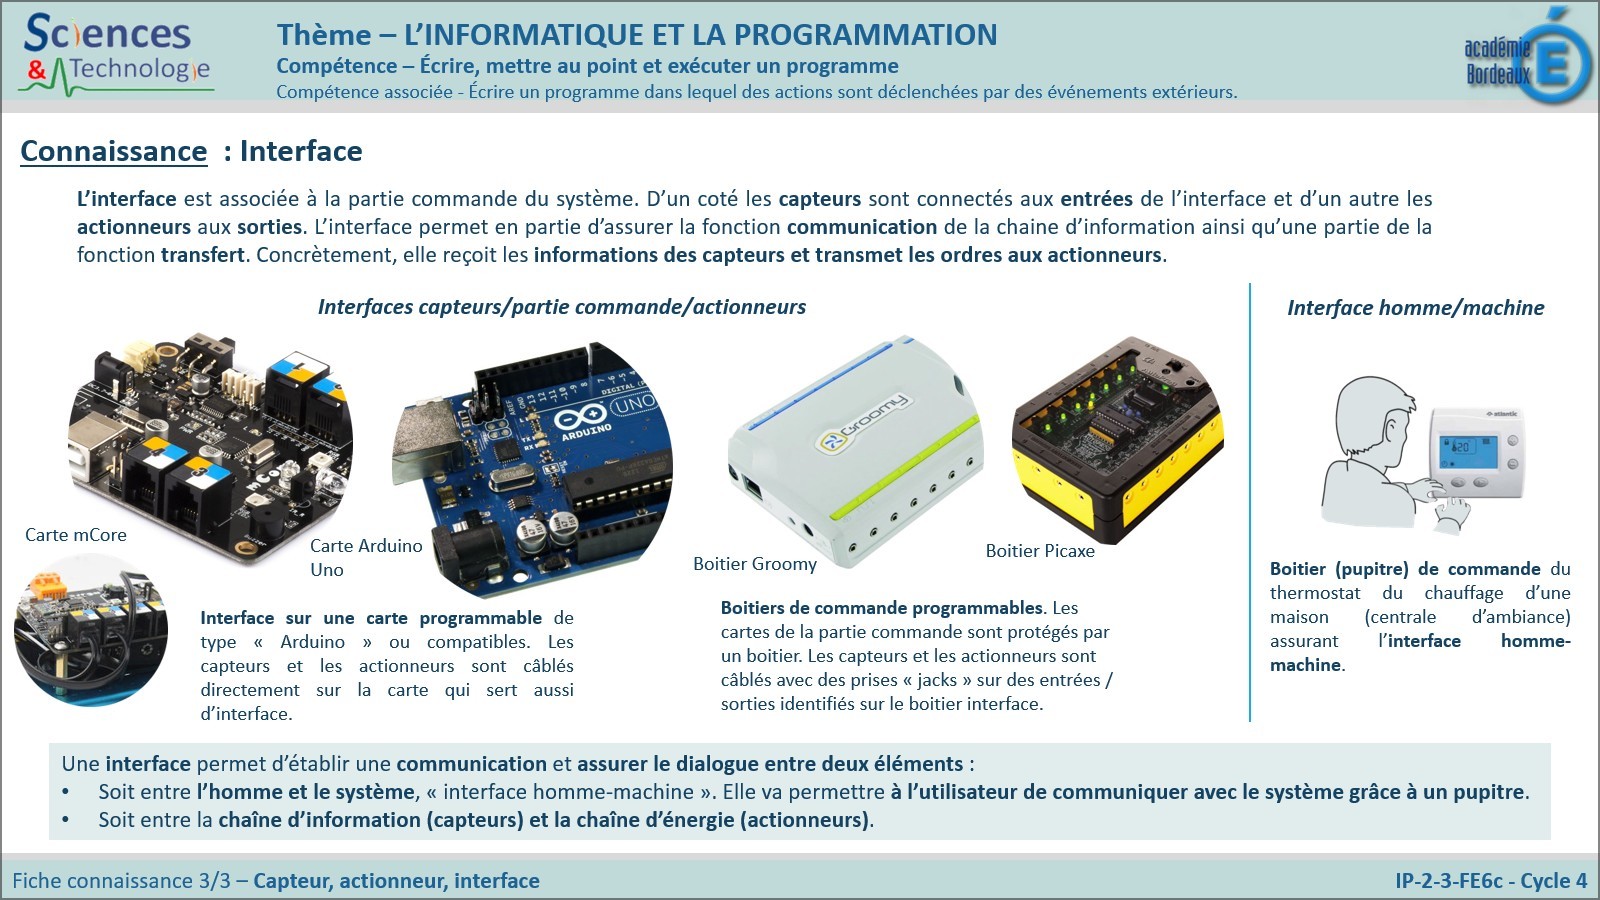 Sciences
& Technologie
Thème – L'INFORMATIQUE ET LA PROGRAMMATION
Compétence – Écrire, mettre au point et exécuter un programme
Compétence associée - Écrire un programme dans lequel des actions sont déclenchées par des événements extérieurs.
académie
Bordeaux
É
Connaissance : Interface
L'interface est associée à la partie commande du système. D'un coté les capteurs sont connectés aux entrées de l'interface et d'un autre les
actionneurs aux sorties. L'interface permet en partie d'assurer la fonction communication de la chaine d'information ainsi qu'une partie de la
fonction transfert. Concrètement, elle reçoit les informations des capteurs et transmet les ordres aux actionneurs.
Interfaces capteurs/partie commande/actionneurs
Interface homme/machine
ARDUINO
UNO
DIGITAL
AREF
GND
13
12
TX
RX
Groomy
atlantic
20
Carte mCore
Carte Arduino
Uno
Boitier Groomy
Boitier Picaxe
Interface sur une carte programmable de
type « Arduino » ou compatibles. Les
capteurs et les actionneurs sont câblés
directement sur la carte qui sert aussi
d'interface.
Boitiers de commande programmables. Les
cartes de la partie commande sont protégés par
un boitier. Les capteurs et les actionneurs sont
câblés avec des prises « jacks » sur des entrées /
sorties identifiés sur le boitier interface.
Boitier (pupitre) de commande du
thermostat du chauffage d'une
maison (centrale d'ambiance)
assurant l'interface homme-
machine.
Une interface permet d'établir une communication et assurer le dialogue entre deux éléments :
• Soit entre l'homme et le système, « interface homme-machine ». Elle va permettre à l'utilisateur de communiquer avec le système grâce à un pupitre.
• Soit entre la chaîne d'information (capteurs) et la chaîne d'énergie (actionneurs).
Fiche connaissance 3/3 – Capteur, actionneur, interface
IP-2-3-FE6c - Cycle 4